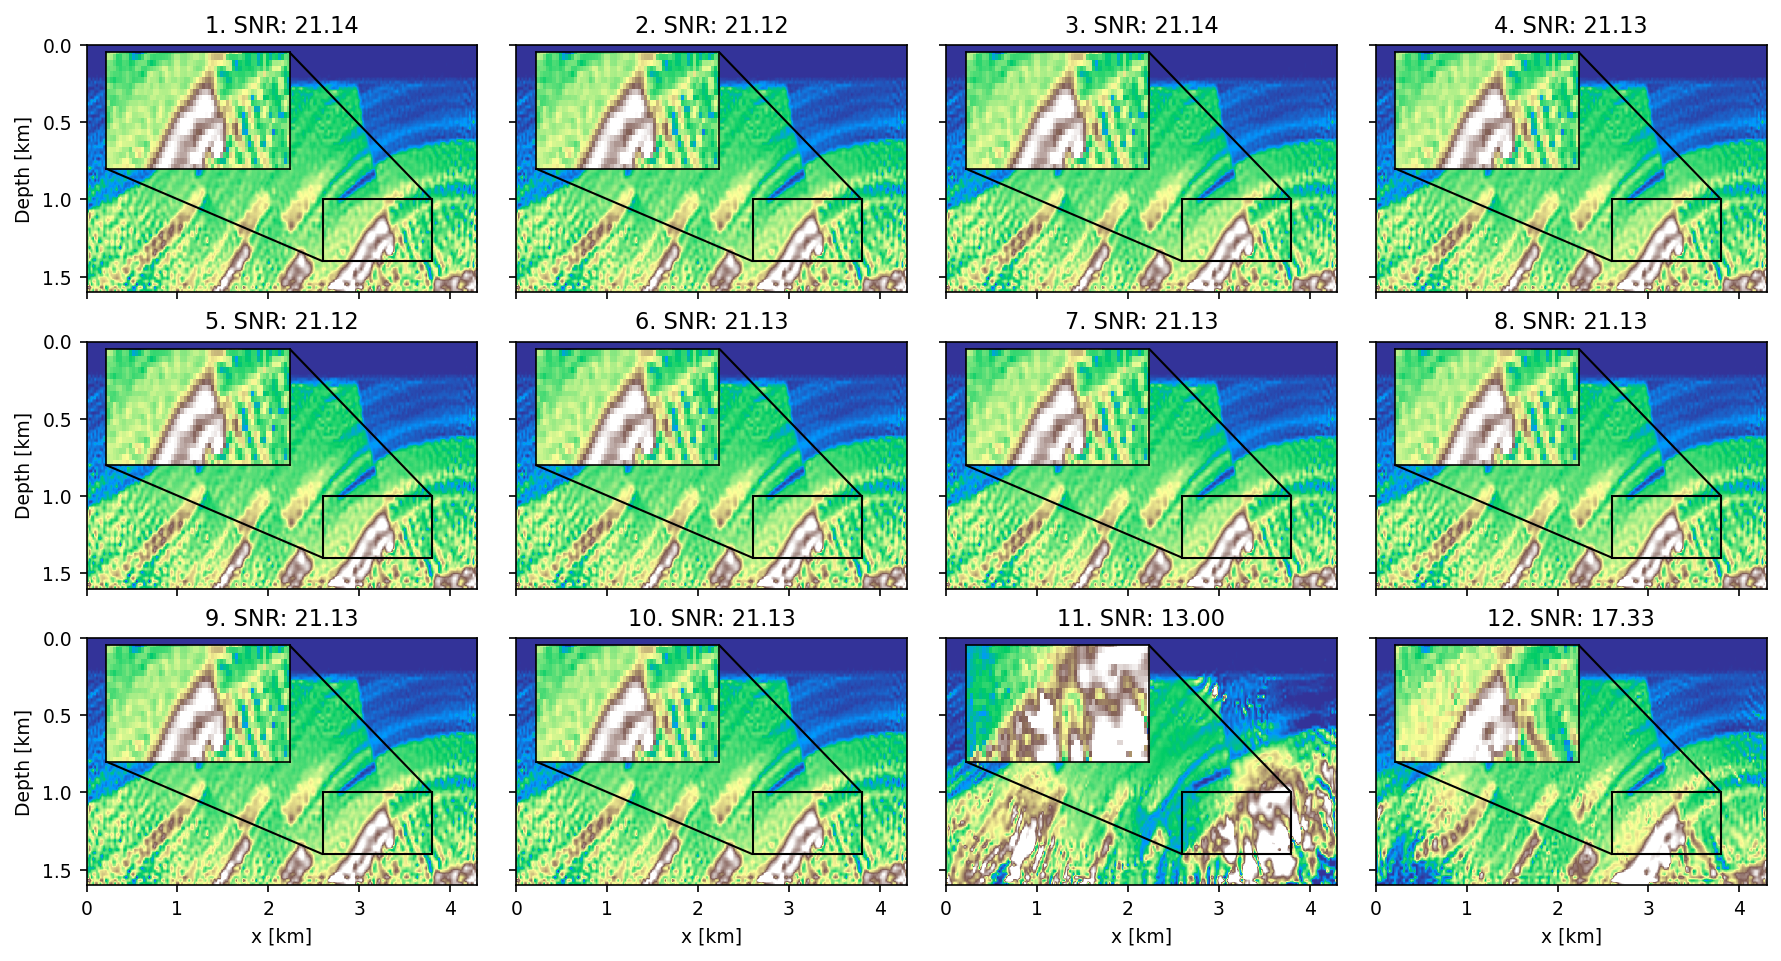 1. SNR: 21.14
2. SNR: 21.12
3. SNR: 21.14
4. SNR: 21.13
0.0
0.5
1.0
1.5
Depth [km]
5. SNR: 21.12
6. SNR: 21.13
7. SNR: 21.13
8. SNR: 21.13
0.0
0.5
1.0
1.5
Depth [km]
9. SNR: 21.13
10. SNR: 21.13
11. SNR: 13.00
12. SNR: 17.33
0.0
0.5
1.0
1.5
Depth [km]
0 1 2 3 4
0 1 2 3 4
0 1 2 3 4
0 1 2 3 4
x [km]
x [km]
x [km]
x [km]